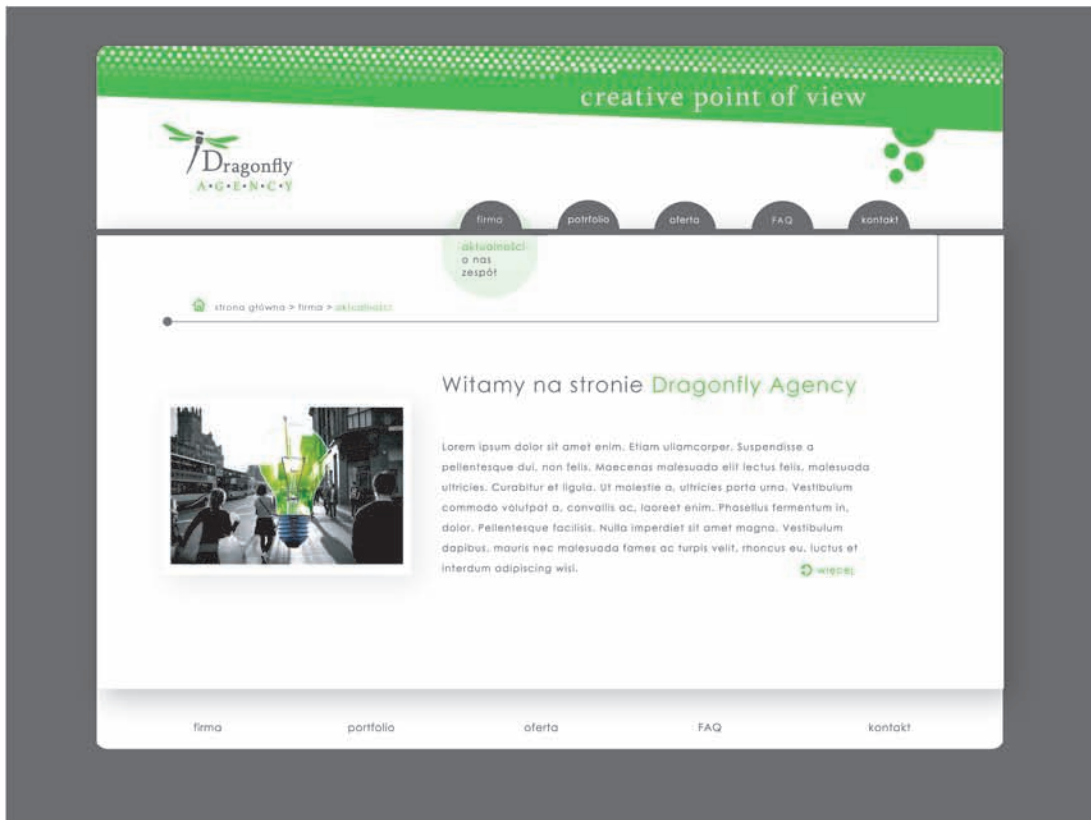 creative point of view
Dragonfly
A•G•E•N•C•Y
firma
potrfolio
oferta
FAQ
kontakt
aktualności
o nas
zespół
strona główna > firma > aktualności
Witamy na stronie Dragonfly Agency
Lorem ipsum dolor sit amet enim. Etiam ullamcorper. Suspendisse a
pellentesque dui, non felis. Maecenas malesuada elit lectus felis, malesuada
ultricies. Curabitur et ligula. Ut molestie a, ultricies porta urna. Vestibulum
commodo volutpat a, convallis ac, laoreet enim. Phasellus fermentum in,
dolor. Pellentesque facilisis. Nulla imperdiet sit amet magna. Vestibulum
dapibus, mauris nec malesuada fames ac turpis velit, rhoncus eu, luctus et
interdum adipiscing wisi.
więcej
firma
portfolio
oferta
FAQ
kontakt